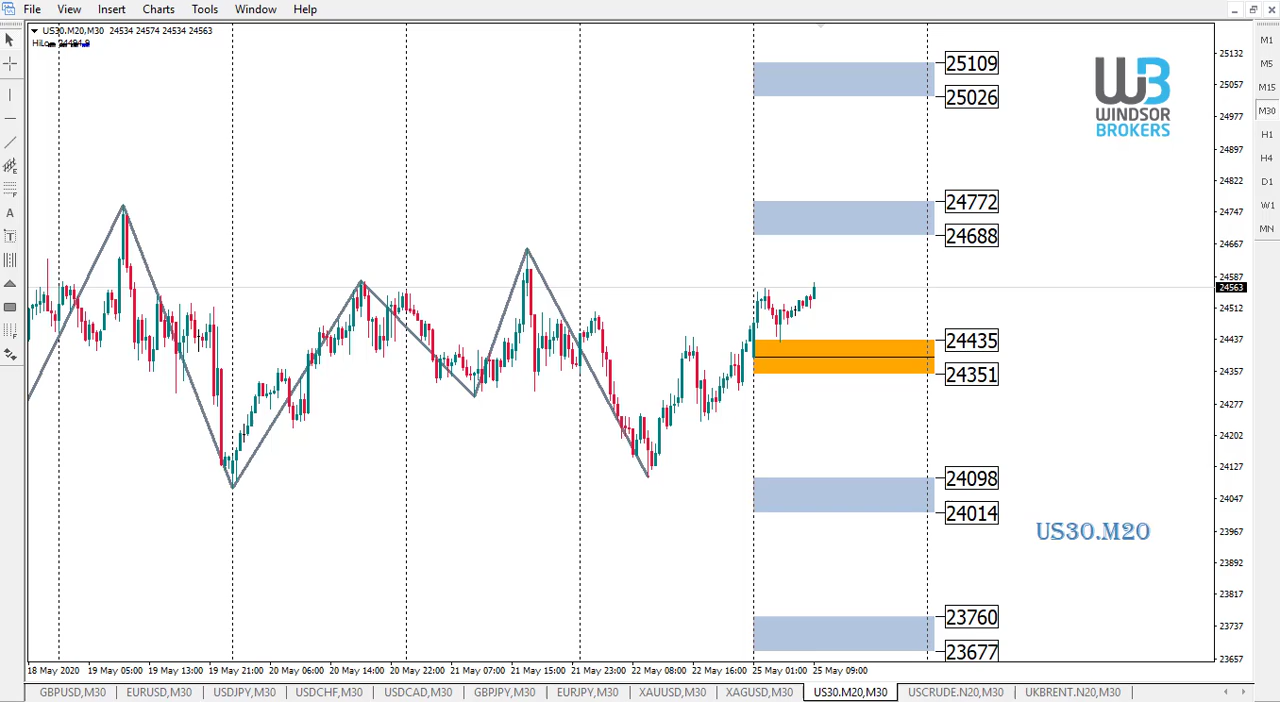 File View Insert Charts Tools Window Help
US30.M20,M30 24534 24574 24534 24563
M1
M5
M15
M30
H1
H4
D1
W1
MN
25109
25026
24772
24688
24435
24351
24098
24014
23760
23677
WINDSOR
BROKERS
US30.M20
25132
25057
24977
24897
24822
24747
24667
24587
24563
24512
24437
24357
24277
24202
24127
24047
23967
23892
23817
23737
23657
18 May 2020 19 May 05:00 19 May 13:00 19 May 21:00 20 May 06:00 20 May 14:00 20 May 22:00 21 May 07:00 21 May 15:00 21 May 23:00 22 May 08:00 22 May 16:00 25 May 01:00 25 May 09:00
GBPUSD,M30 EURUSD,M30 USDJPY,M30 USDCHF,M30 USDCAD,M30 GBPJPY,M30 EURJPY,M30 XAUUSD,M30 XAGUSD,M30 US30.M20,M30 USCRUDE.N20,M30 UKBRENT.N20,M30